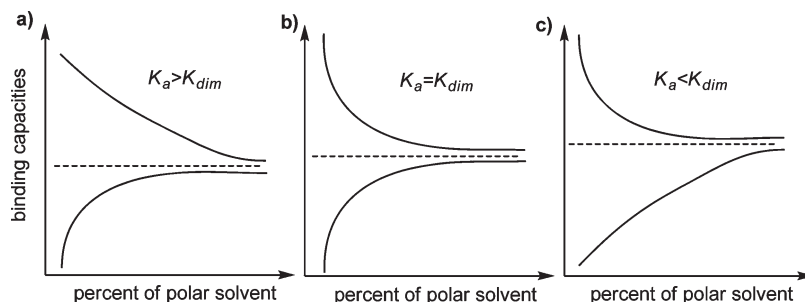 a)
Ka>Kdim
binding capacities
percent of polar solvent
b)
Ka=Kdim
percent of polar solvent
c)
Ka<Kdim
percent of polar solvent